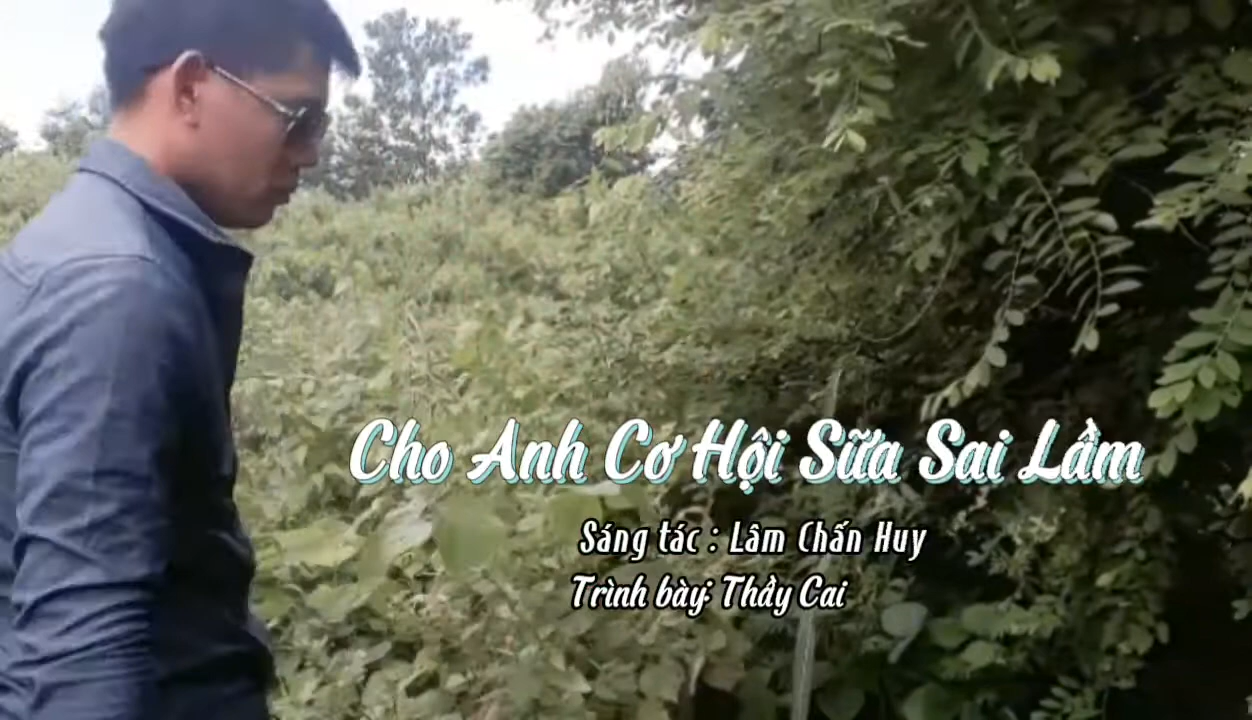 Cho Anh Cơ Hội Sữa Sai Lầm
Sáng tác : Lâm Chấn Huy
Trình bày: Thầy Cai